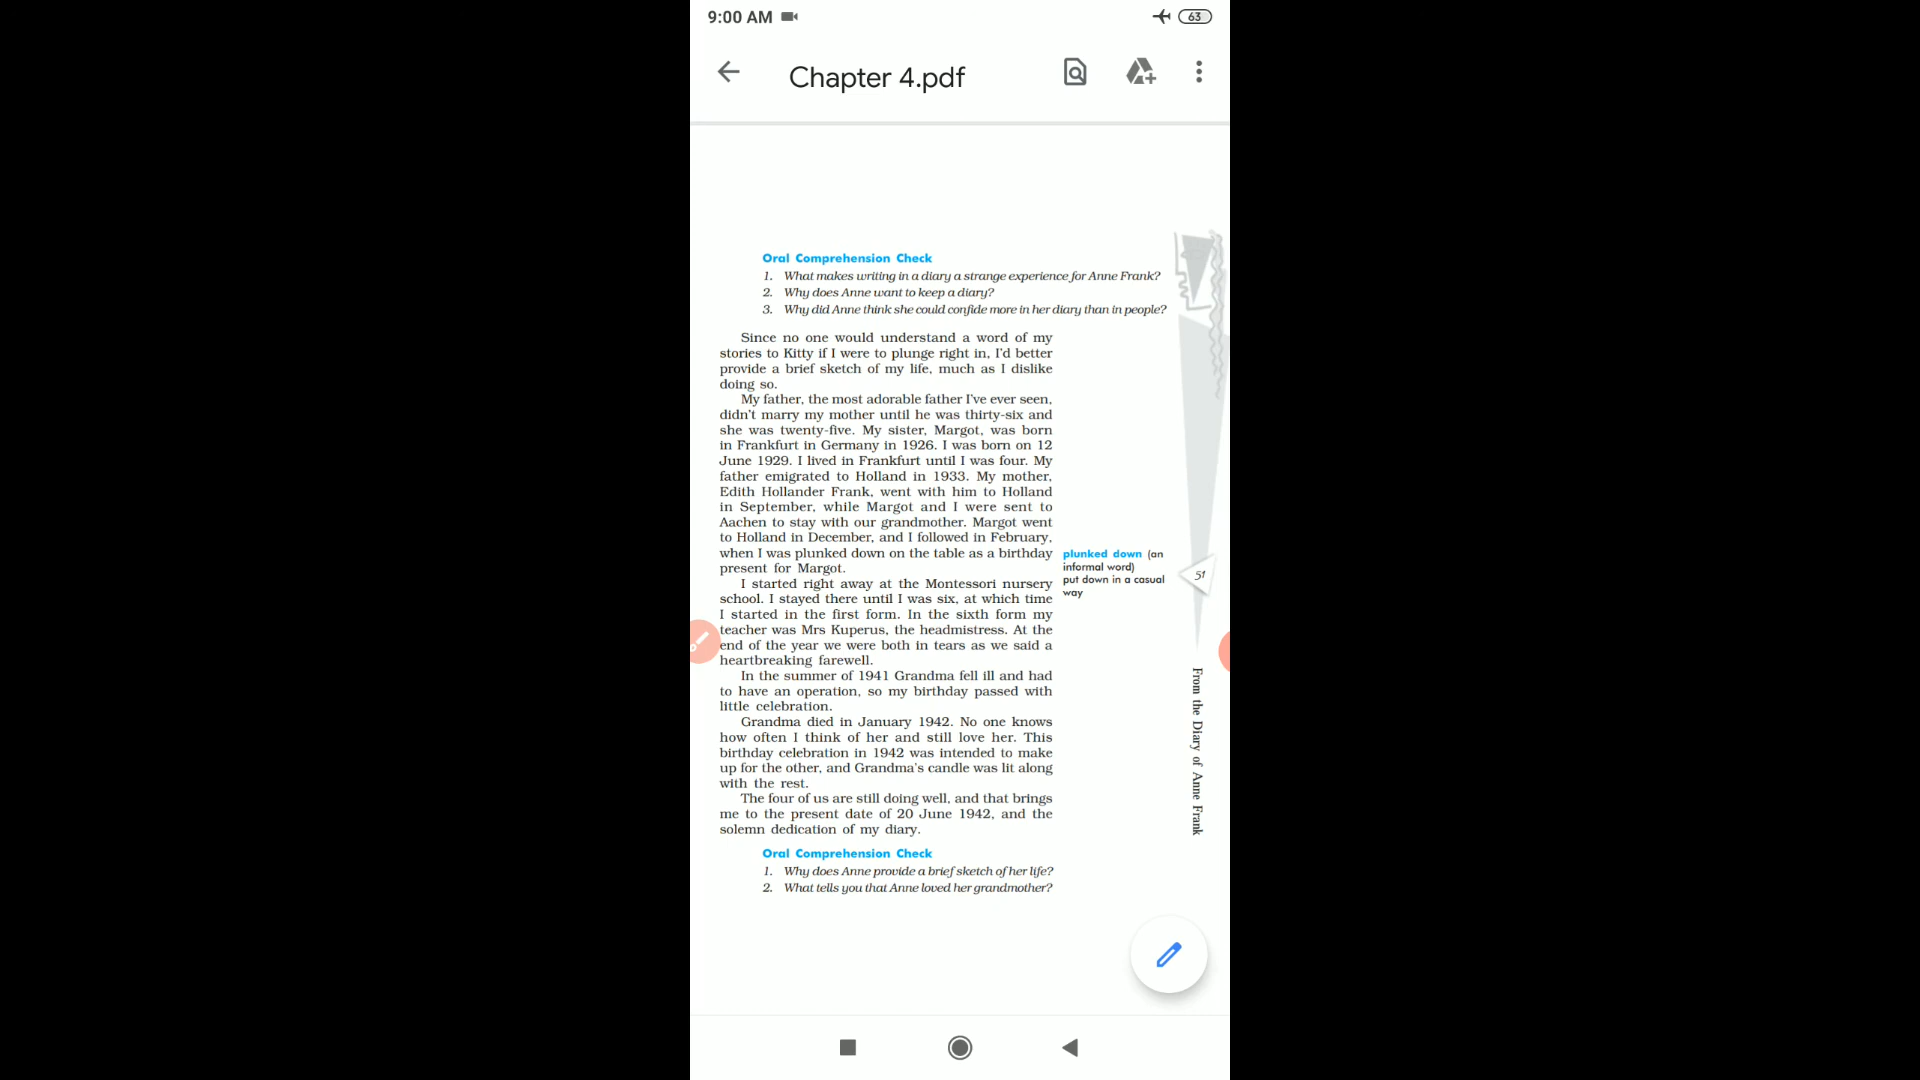 9:00 AM
63
Chapter 4.pdf
Oral Comprehension Check
1. What makes writing in a diary a strange experience for Anne Frank?
2. Why does Anne want to keep a diary?
3. Why did Anne think she could confide more in her diary than in people?
Since no one would understand a word of my
stories to Kitty if I were to plunge right in, I'd better
provide a brief sketch of my life, much as I dislike
doing so.
My father, the most adorable father I've ever seen,
didn't marry my mother until he was thirty-six and
she was twenty-five. My sister, Margot, was born
in Frankfurt in Germany in 1926. I was born on 12
June 1929. I lived in Frankfurt until I was four. My
father emigrated to Holland in 1933. My mother,
Edith Hollander Frank, went with him to Holland
in September, while Margot and I were sent to
Aachen to stay with our grandmother. Margot went
to Holland in December, and I followed in February,
when I was plunked down on the table as a birthday
present for Margot.
plunked down (an
informal word)
put down in a casual
way
51
I started right away at the Montessori nursery
school. I stayed there until I was six, at which time
I started in the first form. In the sixth form my
teacher was Mrs Kuperus, the headmistress. At the
end of the year we were both in tears as we said a
heartbreaking farewell.
In the summer of 1941 Grandma fell ill and had
to have an operation, so my birthday passed with
little celebration.
Grandma died in January 1942. No one knows
how often I think of her and still love her. This
birthday celebration in 1942 was intended to make
up for the other, and Grandma's candle was lit along
with the rest.
The four of us are still doing well, and that brings
me to the present date of 20 June 1942, and the
solemn dedication of my diary.
From the Diary of Anne Frank
Oral Comprehension Check
1. Why does Anne provide a brief sketch of her life?
2. What tells you that Anne loved her grandmother?